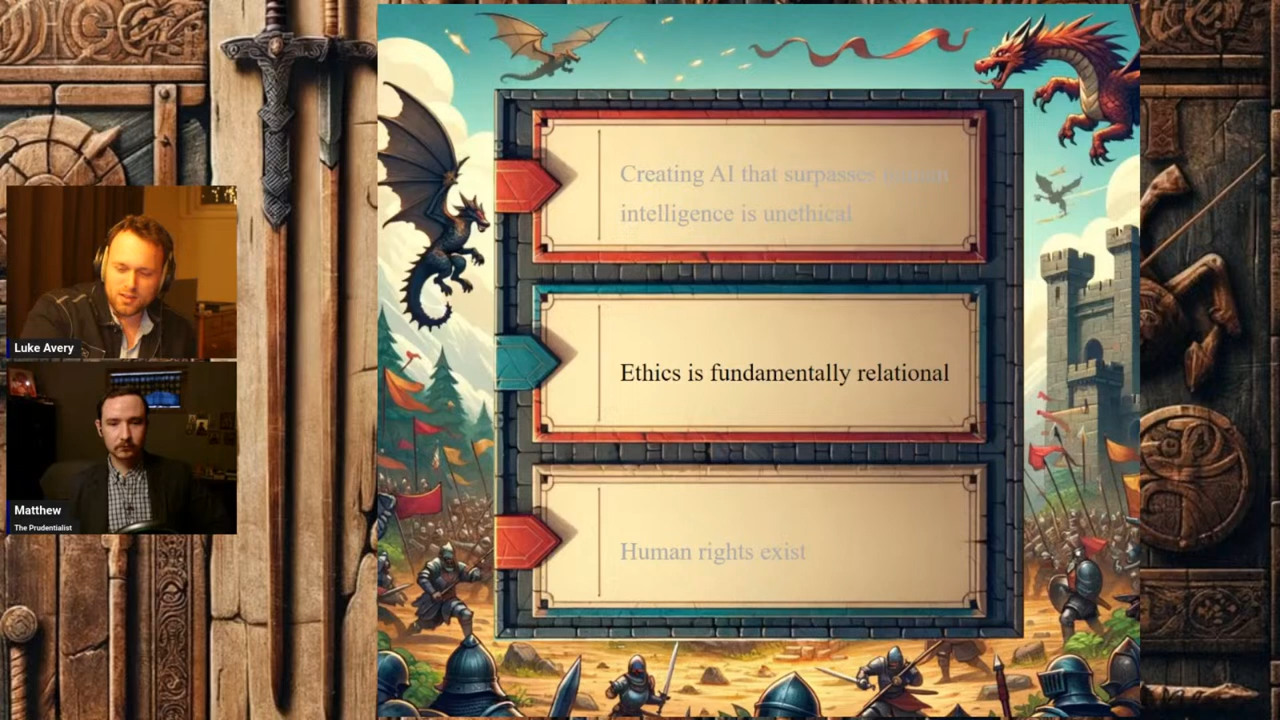 Creating AI that surpasses human
intelligence is unethical
Luke Avery
Ethics is fundamentally relational
Matthew
The Prudentialist
Human rights exist